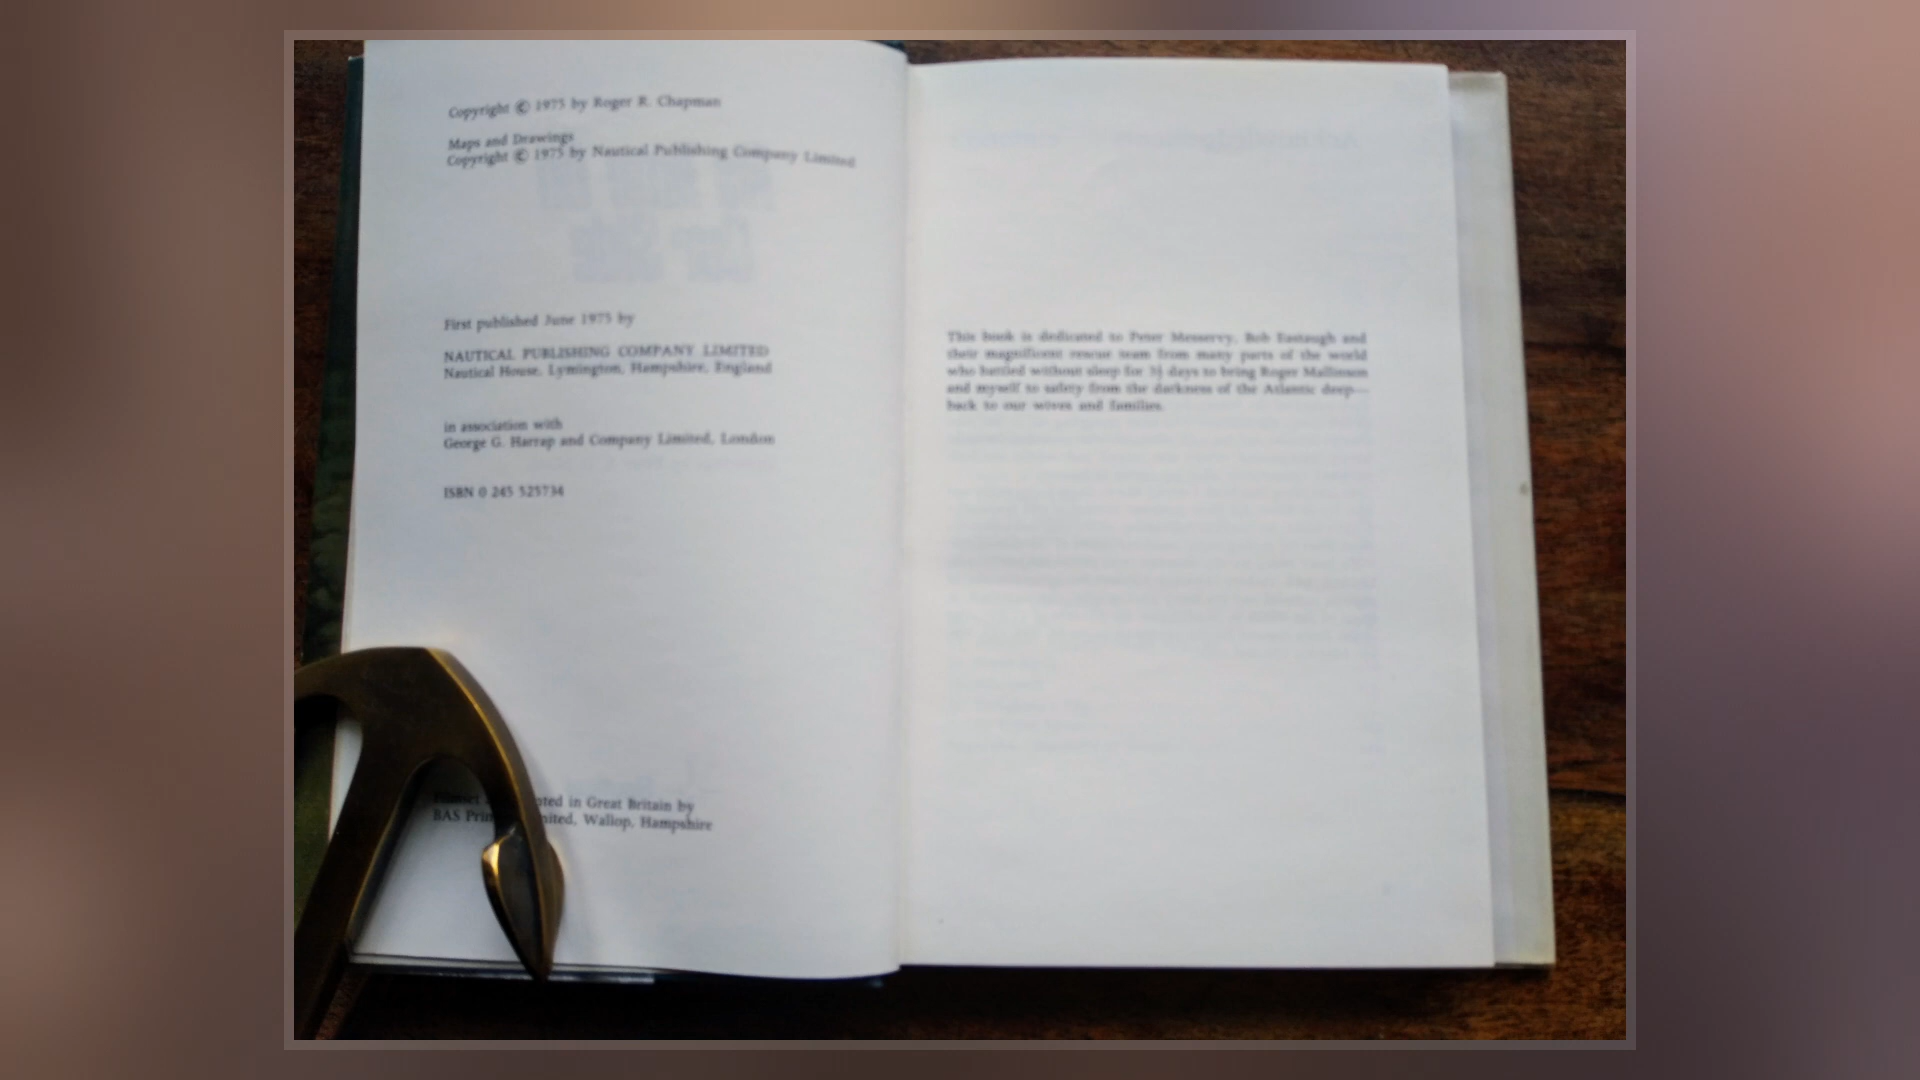 Copyright © 1975 by Roger R. Chapman
Maps and Drawings
Copyright © 1975 by Nautical Publishing Company Limited
First published June 1975 by
NAUTICAL PUBLISHING COMPANY LIMITED
Nautical House, Lymington, Hampshire, England
in association with
George G. Harrap and Company Limited, London
ISBN 0 245 525734
in Great Britain by
BAS Wallop, Hampshire
This book is dedicated to Peter Messervy, Bob Eastaugh and
their magnificent rescue team from many parts of the world
who battled without sleep for 3½ days to bring Roger Mallinson
and myself to safety from the darkness of the Atlantic deep—
back to our wives and families.